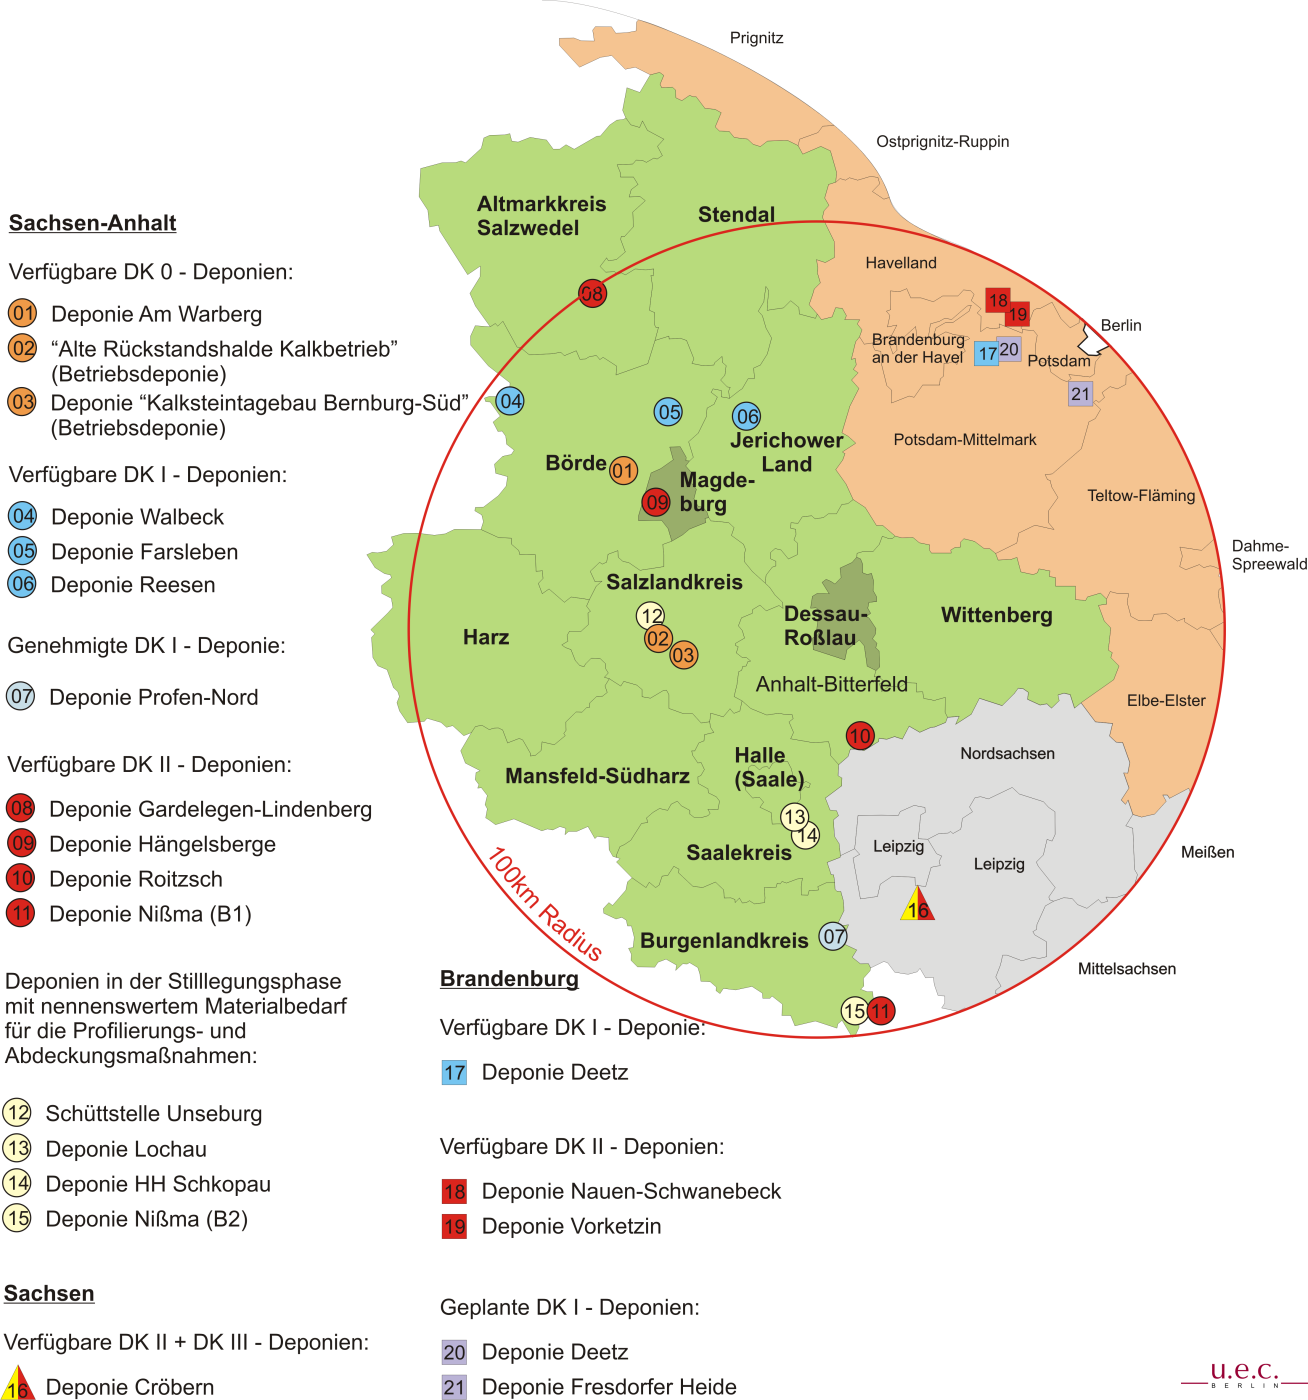 Prignitz
Ostprignitz-Ruppin
Altmarkkreis
Salzwedel
Stendal
Havelland
08
18
19
Berlin
Brandenburg
an der Havel
17
20
Potsdam
21
04
05
06
Jerichower
Land
Potsdam-Mittelmark
Börde
01
Magde-
burg
09
Teltow-Fläming
Dahme-
Spreewald
Salzlandkreis
12
02
03
Harz
Dessau-
Roßlau
Wittenberg
Anhalt-Bitterfeld
Elbe-Elster
10
Nordsachsen
Halle
(Saale)
Mansfeld-Südharz
13
14
Saalekreis
Leipzig
Leipzig
Meißen
16
100km Radius
Burgenlandkreis
07
Mittelsachsen
15
11
Sachsen-Anhalt
Verfügbare DK 0 - Deponien:
01 Deponie Am Warberg
02 “Alte Rückstandshalde Kalkbetrieb”
(Betriebsdeponie)
03 Deponie “Kalksteintagebau Bernburg-Süd”
(Betriebsdeponie)
Verfügbare DK I - Deponien:
04 Deponie Walbeck
05 Deponie Farsleben
06 Deponie Reesen
Genehmigte DK I - Deponie:
07 Deponie Profen-Nord
Verfügbare DK II - Deponien:
08 Deponie Gardelegen-Lindenberg
09 Deponie Hängelsberge
10 Deponie Roitzsch
11 Deponie Nißma (B1)
Deponien in der Stilllegungsphase
mit nennenswertem Materialbedarf
für die Profilierungs- und
Abdeckungsmaßnahmen:
12 Schüttstelle Unseburg
13 Deponie Lochau
14 Deponie HH Schkopau
15 Deponie Nißma (B2)
Sachsen
Verfügbare DK II + DK III - Deponien:
16 Deponie Cröbern
Brandenburg
Verfügbare DK I - Deponie:
17 Deponie Deetz
Verfügbare DK II - Deponien:
18 Deponie Nauen-Schwanebeck
19 Deponie Vorketzin
Geplante DK I - Deponien:
20 Deponie Deetz
21 Deponie Fresdorfer Heide
u.e.c.
BERLIN